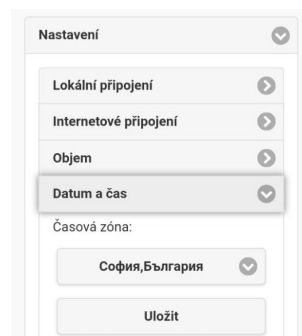 Nastavení
Lokální připojení
Internetové připojení
Objem
Datum a čas
Časová zóna:
София,България
Uložit